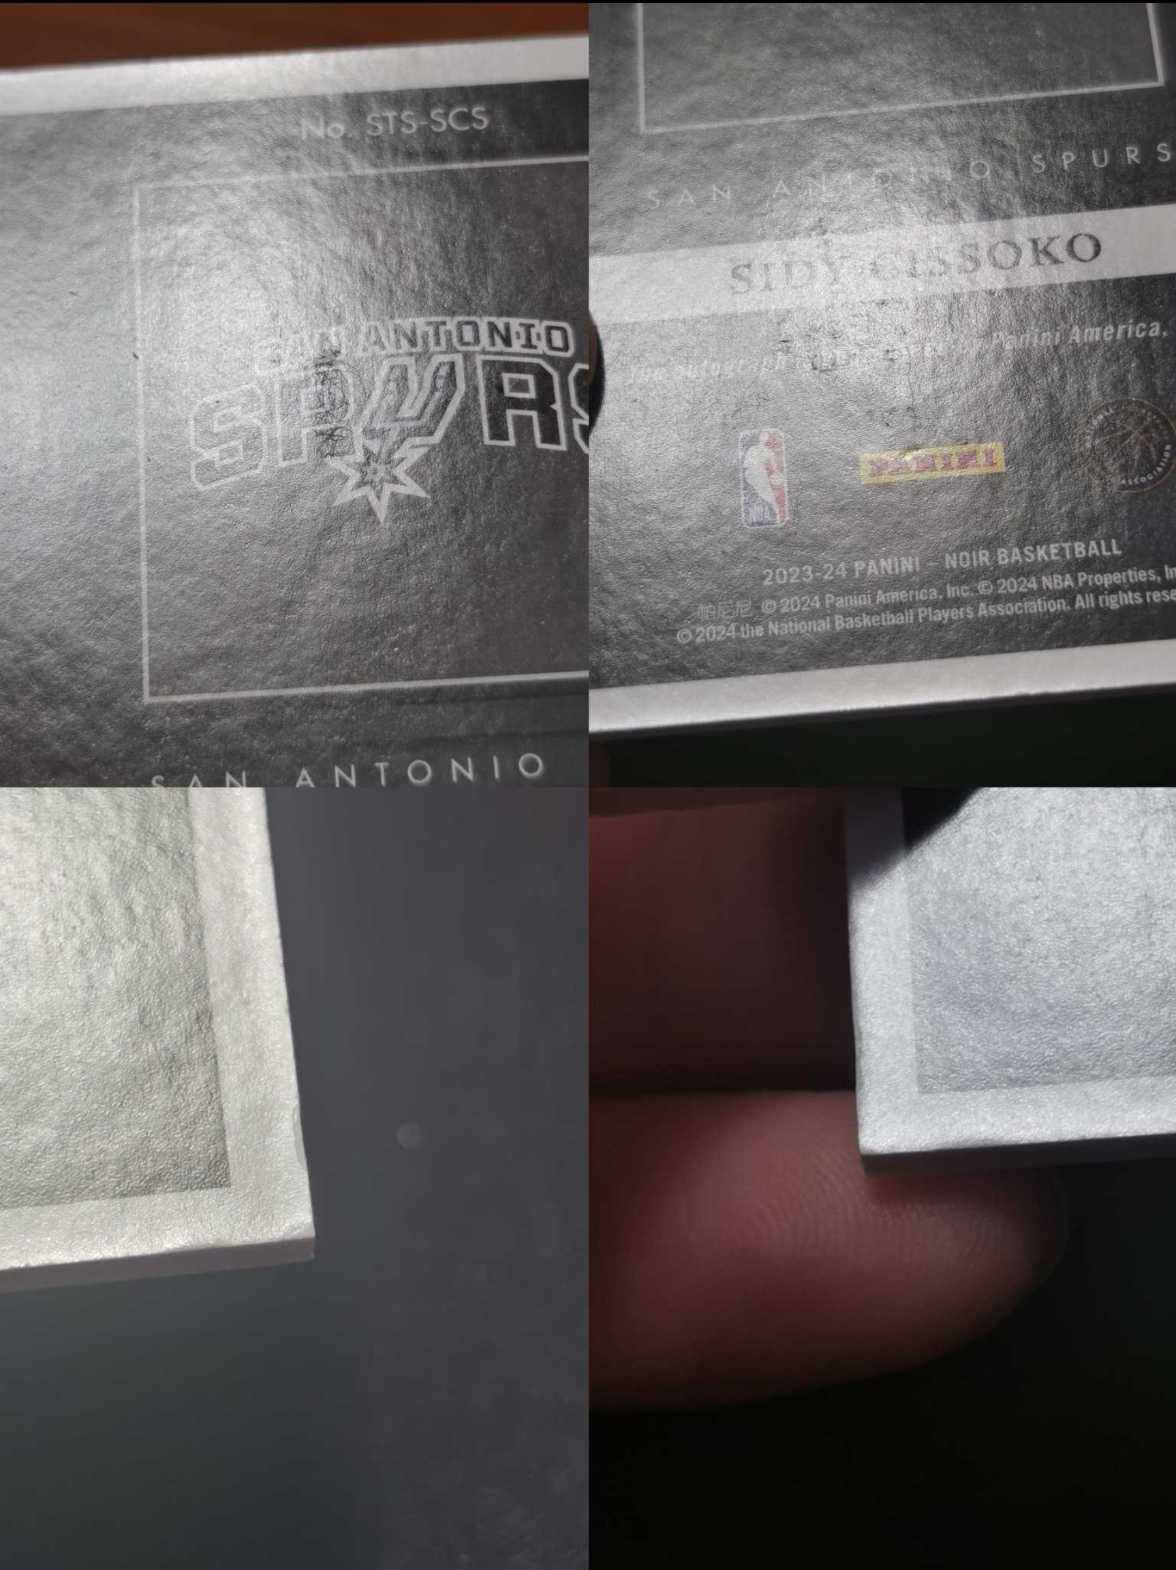 No. STS-SCS
SAN ANTONIO
SPURS
SAN ANTONIO
SAN ANTONIO SPURS
SIDY CISSOKO
Panini America.
NBA
PANINI
2023-24 PANINI - NOIR BASKETBALL
帕尼尼. © 2024 Panini America, Inc. © 2024 NBA Properties, In
© 2024 the National Basketball Players Association. All rights rese